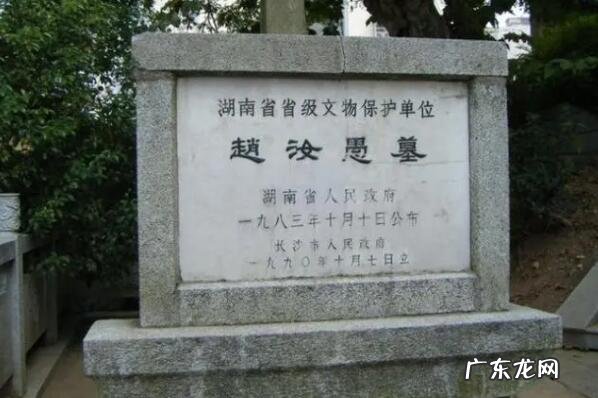 湖南省省级文物保护单位
趙汝愚墓
湖南省人民政府
一九八三年十月十日公布
长沙市人民政府
一九九〇年十月七日立
广东龙网